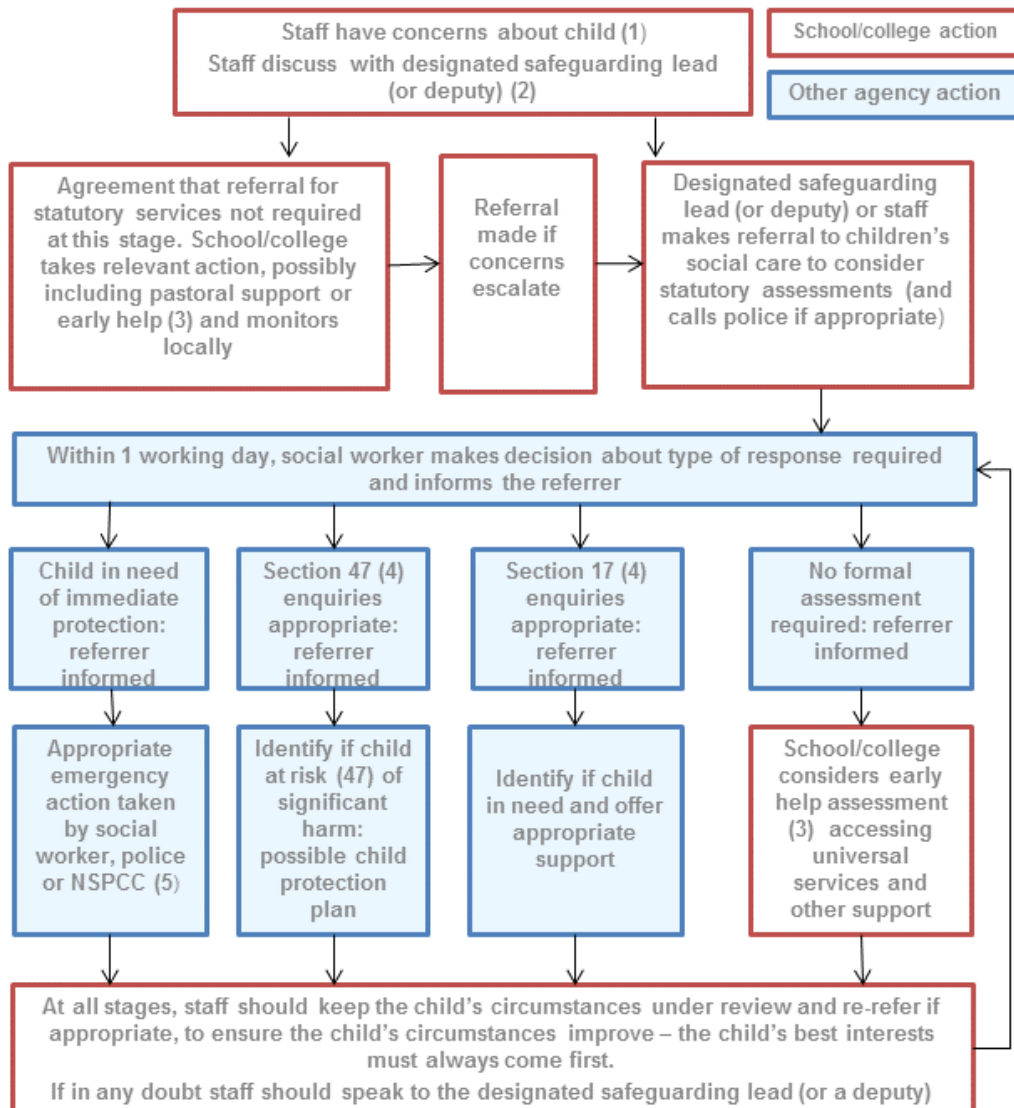 Staff have concerns about child (1)
Staff discuss with designated safeguarding lead
(or deputy) (2)
School/college action
Other agency action
Agreement that referral for
statutory services not required
at this stage. School/college
takes relevant action, possibly
including pastoral support or
early help (3) and monitors
locally
Referral
made if
concerns
escalate
Designated safeguarding
lead (or deputy) or staff
makes referral to children's
social care to consider
statutory assessments (and
calls police if appropriate)
Within 1 working day, social worker makes decision about type of response required
and informs the referrer
Child in need
of immediate
protection:
referrer
informed
Section 47 (4)
enquiries
appropriate:
referrer
informed
Section 17 (4)
enquiries
appropriate:
referrer
informed
No formal
assessment
required: referrer
informed
Appropriate
emergency
action taken
by social
worker, police
or NSPCC (5)
Identify if child
at risk (47) of
significant
harm:
possible child
protection
plan
Identify if child
in need and offer
appropriate
support
School/college
considers early
help assessment
(3) accessing
universal
services and
other support
At all stages, staff should keep the child's circumstances under review and re-refer if
appropriate, to ensure the child's circumstances improve – the child's best interests
must always come first.
If in any doubt staff should speak to the designated safeguarding lead (or a deputy)